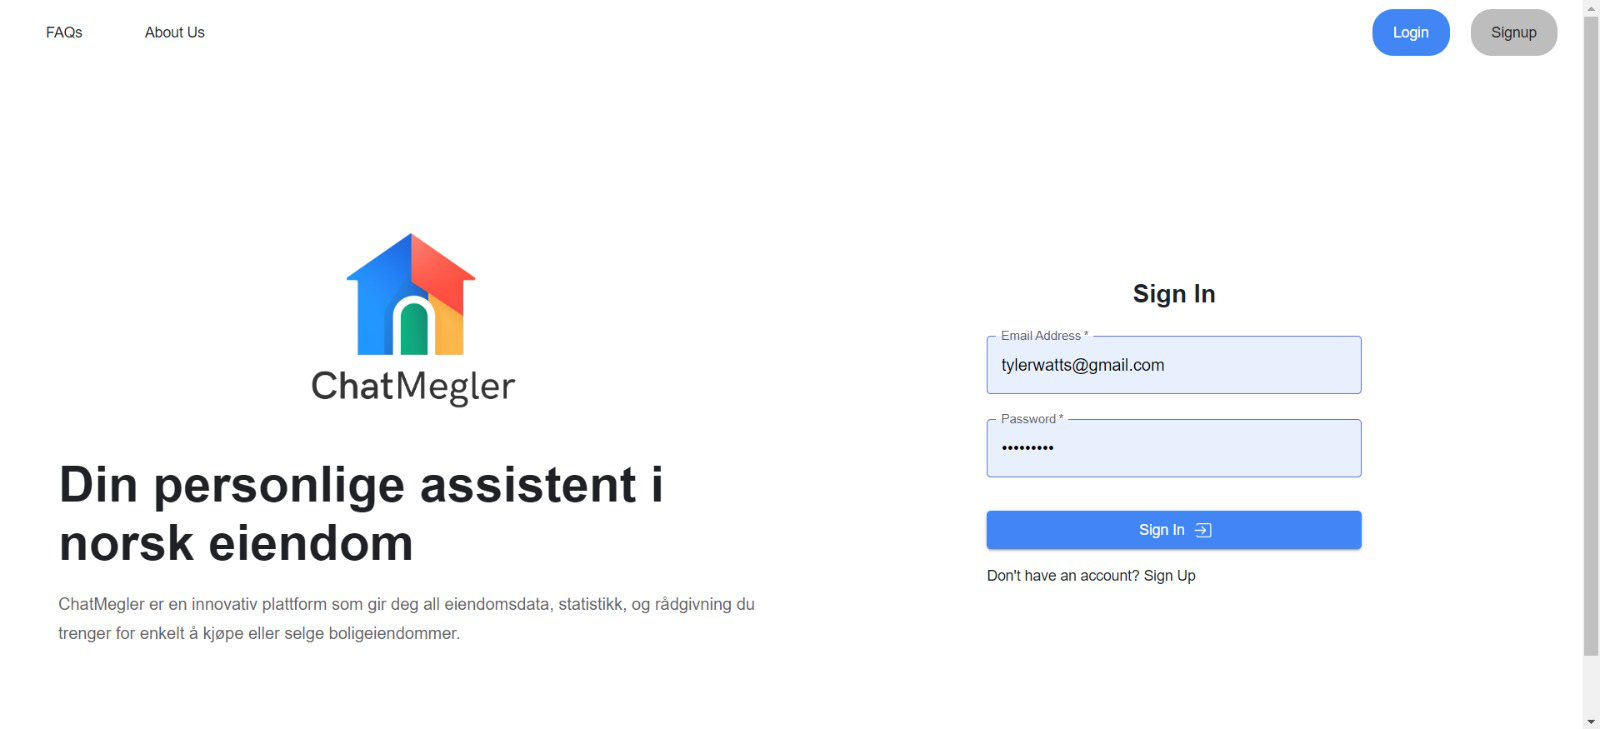 FAQs
About Us
Login
Signup
ChatMegler
Din personlige assistent i
norsk eiendom
ChatMegler er en innovativ plattform som gir deg all eiendomsdata, statistikk, og rådgivning du
trenger for enkelt å kjøpe eller selge boligeiendommer.
Sign In
Email Address *
tylerwatts@gmail.com
Password *
•••••••••
Sign In
Don't have an account? Sign Up